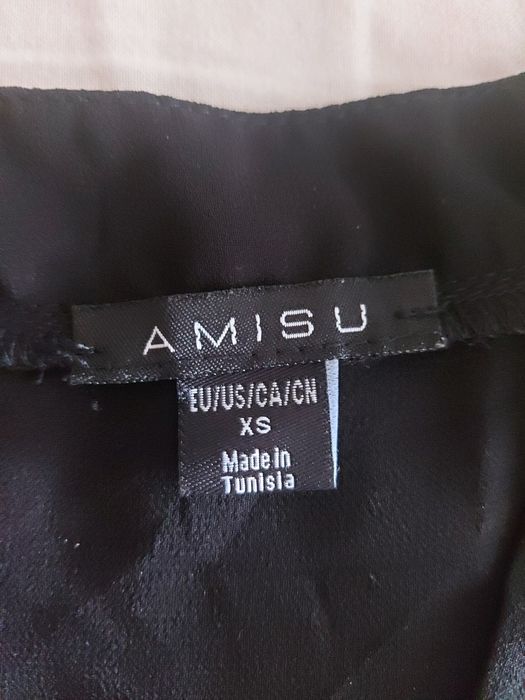 AMISU
EU/US/CA/CN
XS
Made in
Tunisia